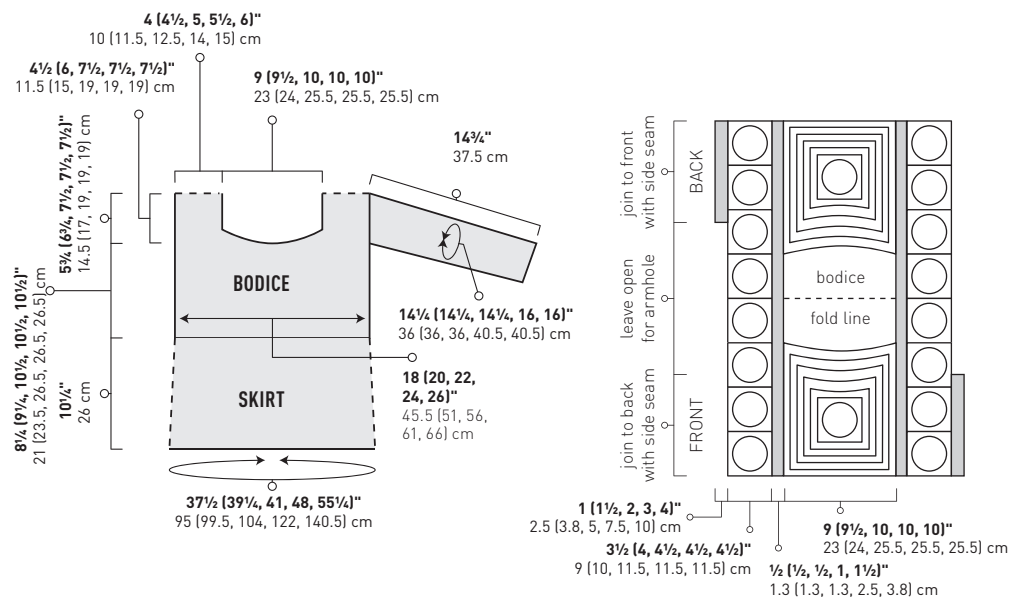 4 (4½, 5, 5½, 6)"
10 (11.5, 12.5, 14, 15) cm
4½ (6, 7½, 7½, 7½)"
11.5 (15, 19, 19, 19) cm
9 (9½, 10, 10, 10)"
23 (24, 25.5, 25.5, 25.5) cm
14¾"
37.5 cm
5¾ (6¾, 7½, 7½, 7½)"
14.5 (17, 19, 19, 19) cm
8¼ (9¼, 10½, 10½, 10½)"
21 (23.5, 26.5, 26.5, 26.5) cm
10¼"
26 cm
BODICE
SKIRT
14¼ (14¼, 14¼, 16, 16)"
36 (36, 36, 40.5, 40.5) cm
18 (20, 22,
24, 26)"
45.5 (51, 56,
61, 66) cm
37½ (39¼, 41, 48, 55¼)"
95 (99.5, 104, 122, 140.5) cm
join to front
with side seam
BACK
leave open
for armhole
join to back
with side seam
FRONT
bodice
fold line
1 (1½, 2, 3, 4)"
2.5 (3.8, 5, 7.5, 10) cm
3½ (4, 4½, 4½, 4½)"
9 (10, 11.5, 11.5, 11.5) cm
9 (9½, 10, 10, 10)"
23 (24, 25.5, 25.5, 25.5) cm
½ (½, ½, 1, 1½)"
1.3 (1.3, 1.3, 2.5, 3.8) cm